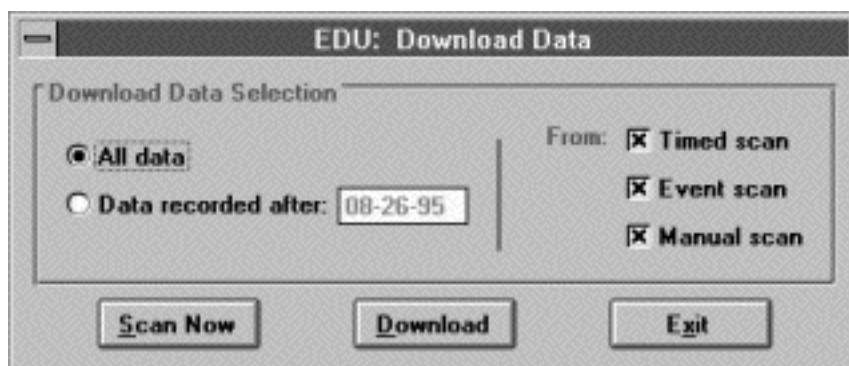 EDU: Download Data
Download Data Selection
All data
Data recorded after: 08-26-95
From:
Timed scan
Event scan
Manual scan
Scan Now
Download
Exit